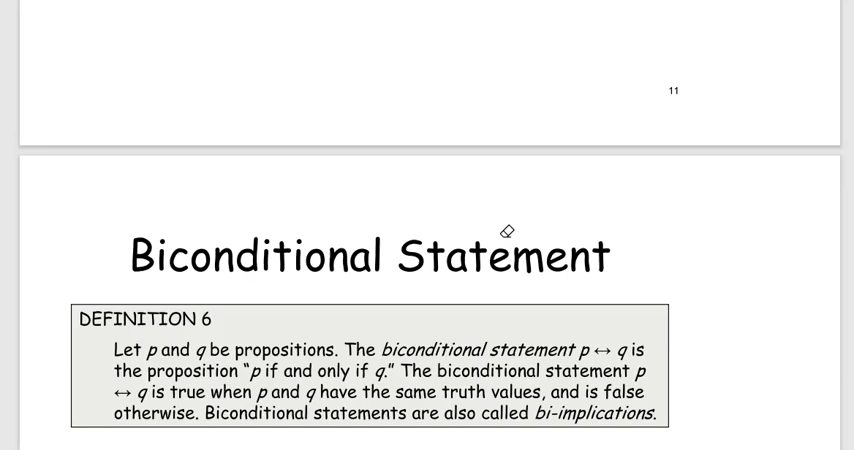 11
Biconditional Statement
DEFINITION 6
Let p and q be propositions. The biconditional statement p ↔ q is
the proposition “p if and only if q.” The biconditional statement p
↔ q is true when p and q have the same truth values, and is false
otherwise. Biconditional statements are also called bi-implications.